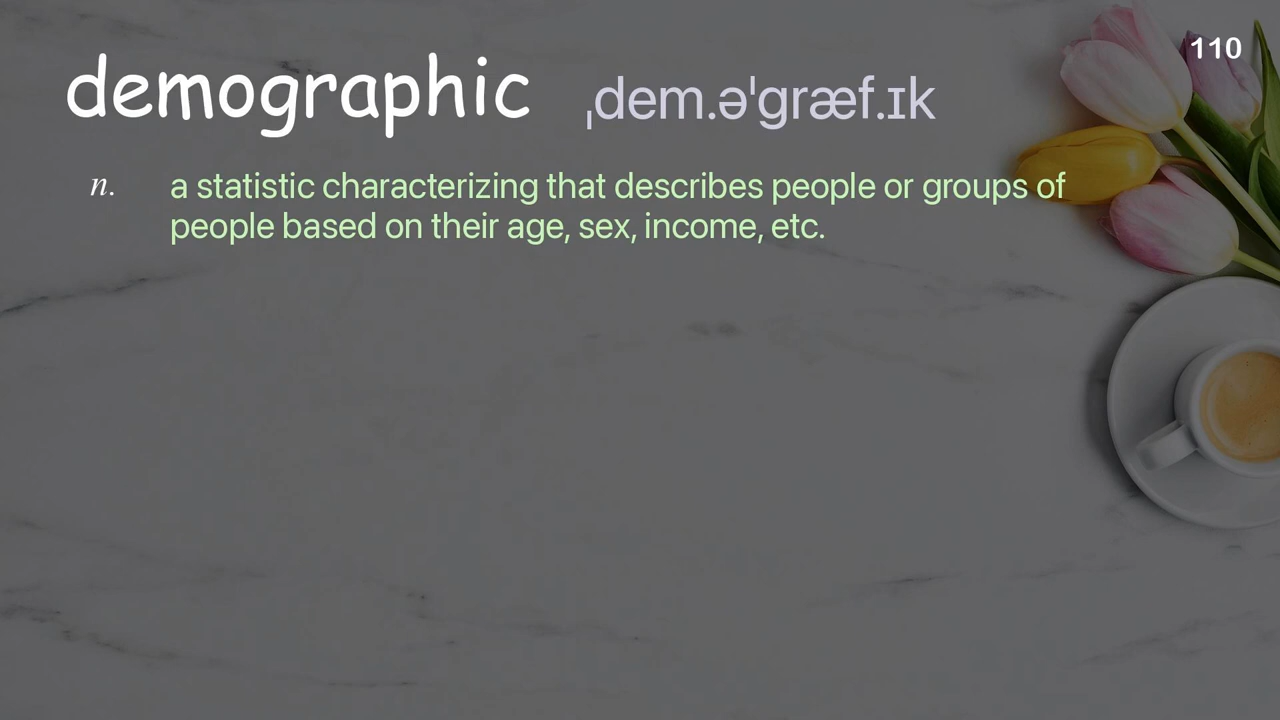 110
demographic ˌdem.əˈɡræf.ɪk
n. a statistic characterizing that describes people or groups of
people based on their age, sex, income, etc.